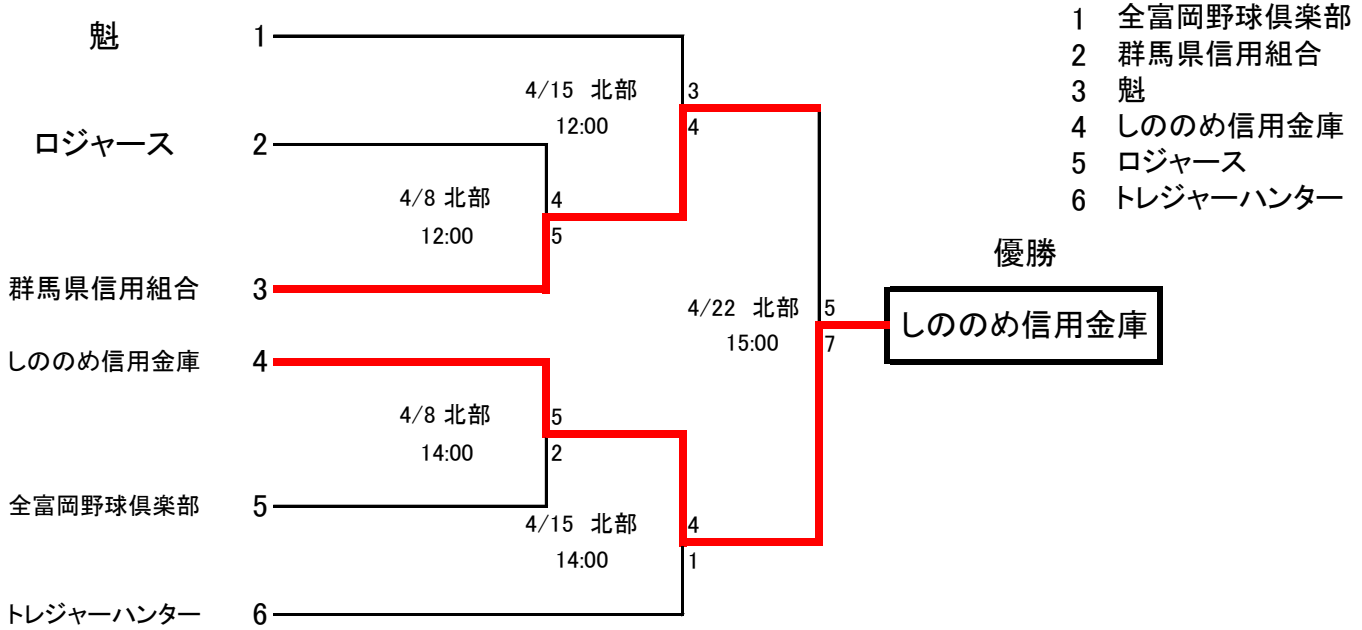 魁 1
ロジャース 2
群馬県信用組合 3
しののめ信用金庫 4
全富岡野球倶楽部 5
トレジャーハンター 6
4/8 北部
12:00
4
5
4/8 北部
14:00
5
2
4/15 北部
12:00
3
4
4/15 北部
14:00
4
1
4/22 北部
15:00
5
7
優勝
しののめ信用金庫
1 全富岡野球倶楽部
2 群馬県信用組合
3 魁
4 しののめ信用金庫
5 ロジャース
6 トレジャーハンター